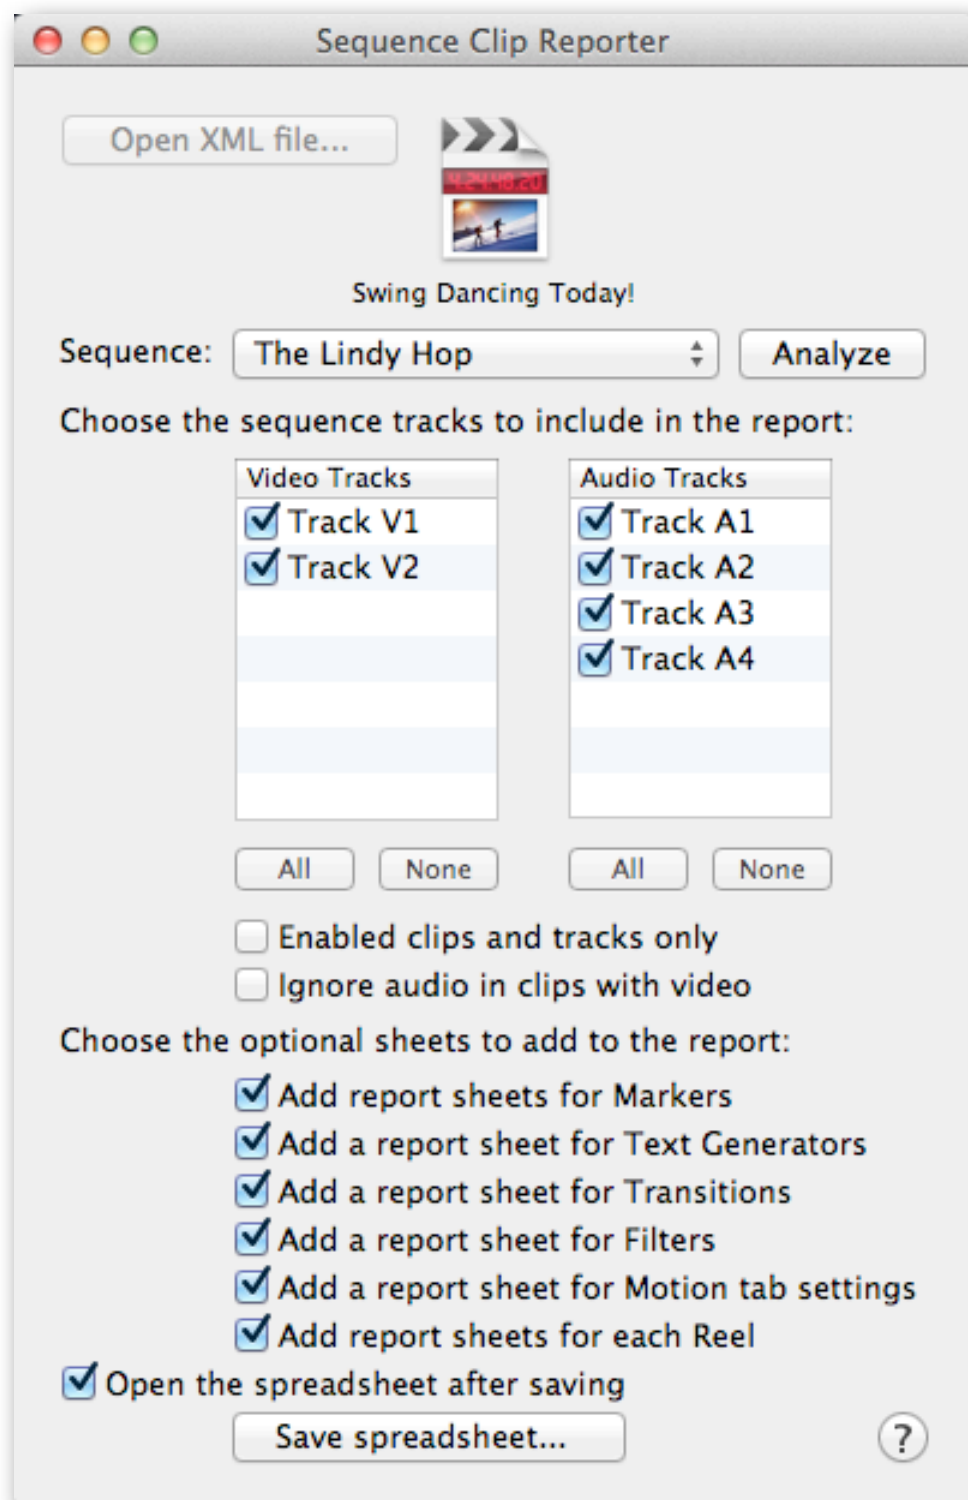 Sequence Clip Reporter
Open XML file...
4.24.48.20
Swing Dancing Today!
Sequence: The Lindy Hop Analyze
Choose the sequence tracks to include in the report:
Video Tracks Audio Tracks
Track V1 Track A1
Track V2 Track A2
Track A3
Track A4
All None All None
Enabled clips and tracks only
Ignore audio in clips with video
Choose the optional sheets to add to the report:
Add report sheets for Markers
Add a report sheet for Text Generators
Add a report sheet for Transitions
Add a report sheet for Filters
Add a report sheet for Motion tab settings
Add report sheets for each Reel
Open the spreadsheet after saving
Save spreadsheet... ?